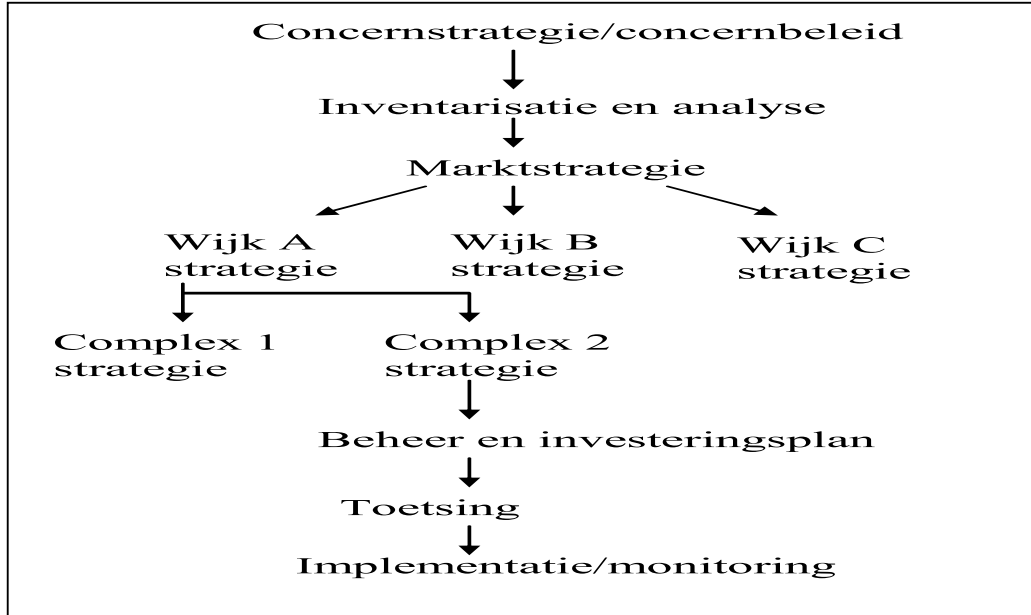 Concernstrategie/concernbeleid
Inventarisatie en analyse
Marktstrategie
Wijk A
strategie
Wijk B
strategie
Wijk C
strategie
Complex 1
strategie
Complex 2
strategie
Beheer en investeringsplan
Toetsing
Implementatie/monitoring